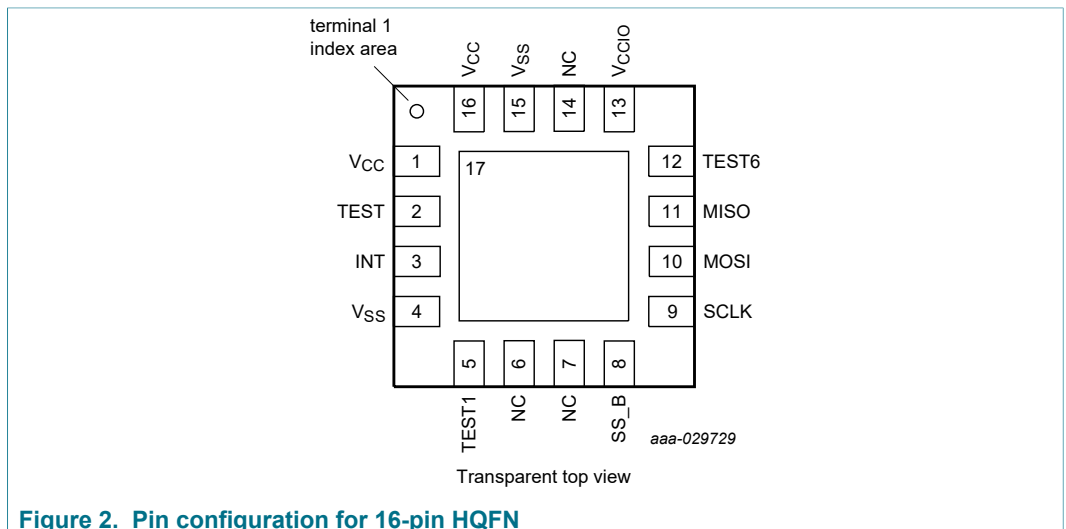 terminal 1
index area
VCC
VSS
NC
VCCIO
16
15
14
13
VCC 1
17
12 TEST6
TEST 2
11 MISO
INT 3
10 MOSI
VSS 4
9 SCLK
5
6
7
8
TEST1
NC
NC
SS_B
aaa-029729
Transparent top view
Figure 2. Pin configuration for 16-pin HQFN